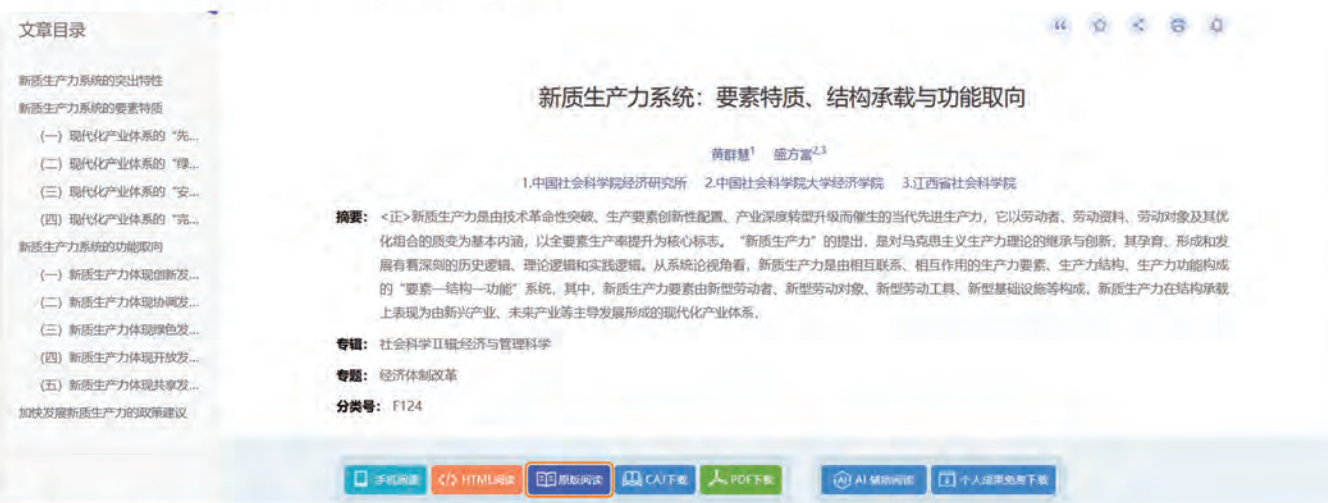 文章目录
新质生产力系统的突出特性
新质生产力系统的要素特质
（一）现代化产业体系的“先...
（二）现代化产业体系的“绿...
（三）现代化产业体系的“安...
（四）现代化产业体系的“完...
新质生产力系统的功能取向
（一）新质生产力体现创新发...
（二）新质生产力体现协调发...
（三）新质生产力体现绿色发...
（四）新质生产力体现开放发...
（五）新质生产力体现共享发...
加快发展新质生产力的政策建议
新质生产力系统：要素特质、结构承载与功能取向
黄群慧1 盛方富2,3
1.中国社会科学院经济研究所 2.中国社会科学院大学经济学院 3.江西省社会科学院
摘要： <正>新质生产力是由技术革命性突破、生产要素创新性配置、产业深度转型升级而催生的当代先进生产力，它以劳动者、劳动资料、劳动对象及其优
化组合的质变为基本内涵，以全要素生产率提升为核心标志。“新质生产力”的提出，是对马克思主义生产力理论的继承与创新，其孕育、形成和发
展有着深刻的历史逻辑、理论逻辑和实践逻辑。从系统论视角看，新质生产力是由相互联系、相互作用的生产力要素、生产力结构、生产力功能构成
的“要素—结构—功能”系统，其中，新质生产力要素由新型劳动者、新型劳动对象、新型劳动工具、新型基础设施等构成，新质生产力在结构承载
上表现为由新兴产业、未来产业等主导发展形成的现代化产业体系。
专辑： 社会科学Ⅱ辑;经济与管理科学
专题： 经济体制改革
分类号： F124
手机阅读 HTML阅读 原版阅读 CAJ下载 PDF下载 AI 辅助阅读 个人成果免费下载